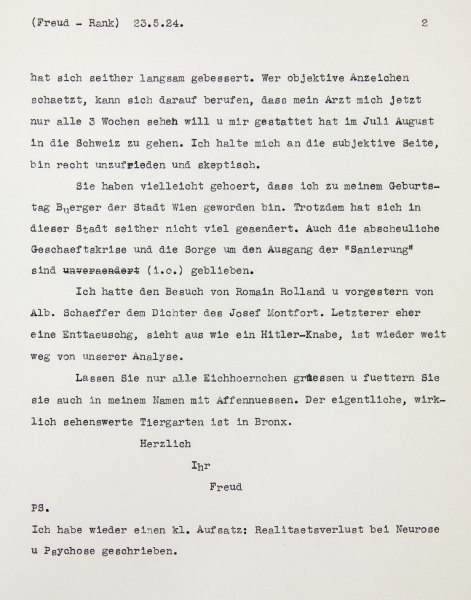 (Freud - Rank) 23.5.24. 2
hat sich seither langsam gebessert. Wer objektive Anzeichen
schaetzt, kann sich darauf berufen, dass mein Arzt mich jetzt
nur alle 3 Wochen sehen will u mir gestattet hat im Juli August
in die Schweiz zu gehen. Ich halte mich an die subjektive Seite,
bin recht unzufrieden und skeptisch.
Sie haben vielleicht gehoert, dass ich zu meinem Geburts-
tag Buerger der Stadt Wien geworden bin. Trotzdem hat sich in
dieser Stadt seither nicht viel geaendert. Auch die abscheuliche
Geschaeftskrise und die Sorge um den Ausgang der "Sanierung"
sind unveraendert (i.o.) geblieben.
Ich hatte den Besuch von Romain Rolland u vorgestern von
Alb. Schaeffer dem Dichter des Josef Montfort. Letzterer eher
eine Enttaeuschg, sieht aus wie ein Hitler-Knabe, ist wieder weit
weg von unserer Analyse.
Lassen Sie nur alle Eichhoernchen gruessen u fuettern Sie
sie auch in meinem Namen mit Affennuessen. Der eigentliche, wirk-
lich sehenswerte Tiergarten ist in Bronx.
Herzlich
Ihr
Freud
PS.
Ich habe wieder einen kl. Aufsatz: Realitaetsverlust bei Neurose
u Psychose geschrieben.